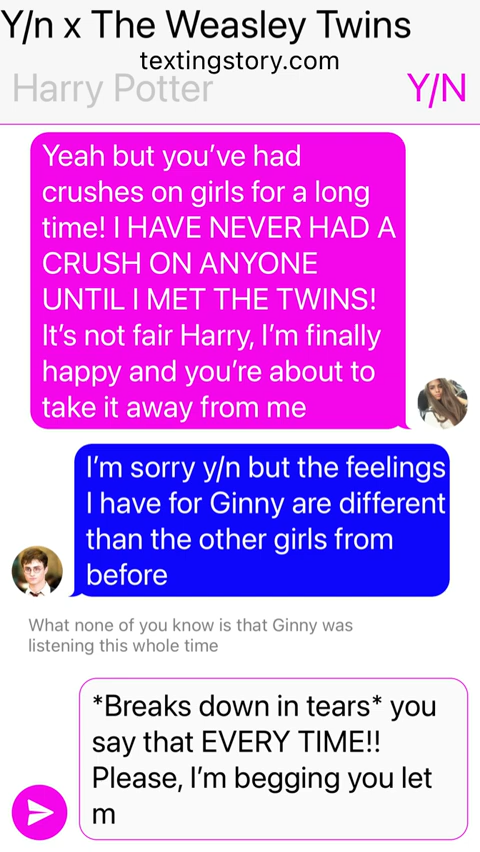 Y/n x The Weasley Twins
textingstory.com
Harry Potter
Y/N
Yeah but you’ve had
crushes on girls for a long
time! I HAVE NEVER HAD A
CRUSH ON ANYONE
UNTIL I MET THE TWINS!
It’s not fair Harry, I’m finally
happy and you’re about to
take it away from me
I’m sorry y/n but the feelings
I have for Ginny are different
than the other girls from
before
What none of you know is that Ginny was
listening this whole time
*Breaks down in tears* you
say that EVERY TIME!!
Please, I’m begging you let
m